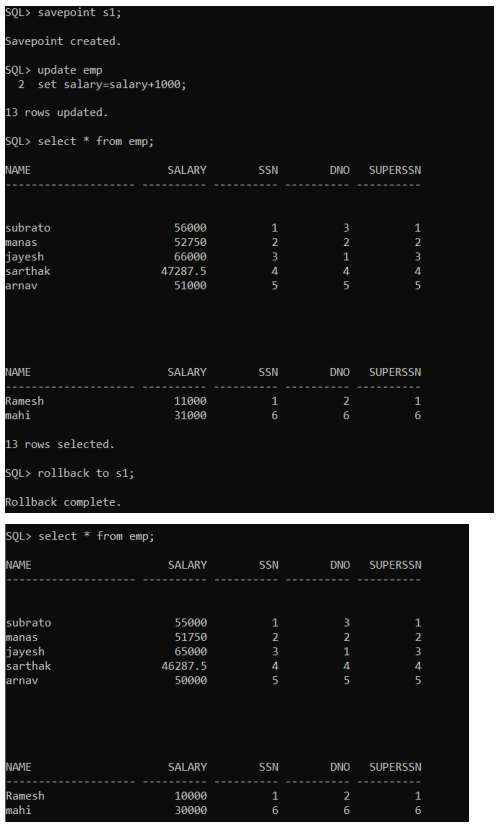 SQL> savepoint s1;
Savepoint created.
SQL> update emp
2 set salary=salary+1000;
13 rows updated.
SQL> select * from emp;
NAME SALARY SSN DNO SUPERSSN
-------------------- ---------- ---------- ---------- ----------
subrato 56000 1 3 1
manas 52750 2 2 2
jayesh 66000 3 1 3
sarthak 47287.5 4 4 4
arnav 51000 5 5 5
NAME SALARY SSN DNO SUPERSSN
-------------------- ---------- ---------- ---------- ----------
Ramesh 11000 1 2 1
mahi 31000 6 6 6
13 rows selected.
SQL> rollback to s1;
Rollback complete.
SQL> select * from emp;
NAME SALARY SSN DNO SUPERSSN
-------------------- ---------- ---------- ---------- ----------
subrato 55000 1 3 1
manas 51750 2 2 2
jayesh 65000 3 1 3
sarthak 46287.5 4 4 4
arnav 50000 5 5 5
NAME SALARY SSN DNO SUPERSSN
-------------------- ---------- ---------- ---------- ----------
Ramesh 10000 1 2 1
mahi 30000 6 6 6